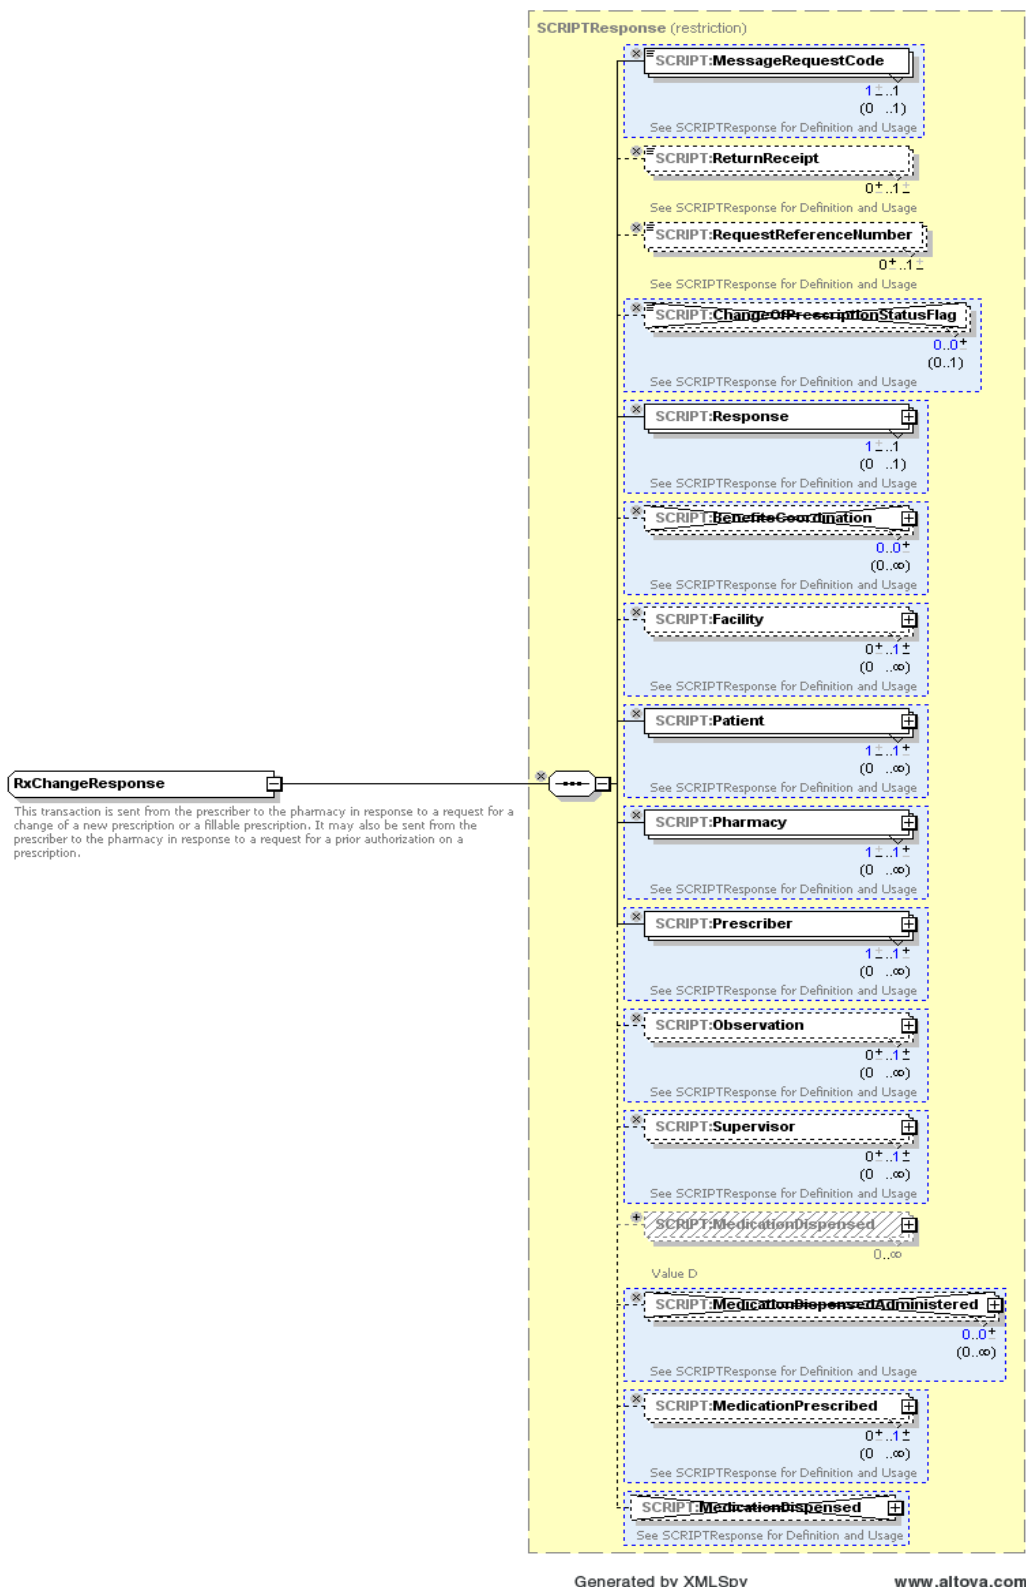 SCRIPTResponse (restriction)
SCRIPT:MessageRequestCode
1±..1
(0 ..1)
See SCRIPTResponse for Definition and Usage
SCRIPT:ReturnReceipt
0±..1±
See SCRIPTResponse for Definition and Usage
SCRIPT:RequestReferenceNumber
0±..1±
See SCRIPTResponse for Definition and Usage
SCRIPT:ChangeOfPrescriptionStatusFlag
0..0±
(0..1)
See SCRIPTResponse for Definition and Usage
SCRIPT:Response
1±..1
(0 ..1)
See SCRIPTResponse for Definition and Usage
SCRIPT:BenefitsCoordination
0..0±
(0..∞)
See SCRIPTResponse for Definition and Usage
SCRIPT:Facility
0±..1±
(0 ..∞)
See SCRIPTResponse for Definition and Usage
SCRIPT:Patient
1±..1±
(0 ..∞)
See SCRIPTResponse for Definition and Usage
RxChangeResponse
This transaction is sent from the prescriber to the pharmacy in response to a request for a
change of a new prescription or a fillable prescription. It may also be sent from the
prescriber to the pharmacy in response to a request for a prior authorization on a
prescription.
SCRIPT:Pharmacy
1±..1±
(0 ..∞)
See SCRIPTResponse for Definition and Usage
SCRIPT:Prescriber
1±..1±
(0 ..∞)
See SCRIPTResponse for Definition and Usage
SCRIPT:Observation
0±..1±
(0 ..∞)
See SCRIPTResponse for Definition and Usage
SCRIPT:Supervisor
0±..1±
(0 ..∞)
See SCRIPTResponse for Definition and Usage
SCRIPT:MedicationDispensed
0..∞
Value D
SCRIPT:MedicationDispensedAdministered
0..0±
(0..∞)
See SCRIPTResponse for Definition and Usage
SCRIPT:MedicationPrescribed
0±..1±
(0 ..∞)
See SCRIPTResponse for Definition and Usage
SCRIPT:MedicationDispensed
See SCRIPTResponse for Definition and Usage
Generated by XMLSpy www.altova.com